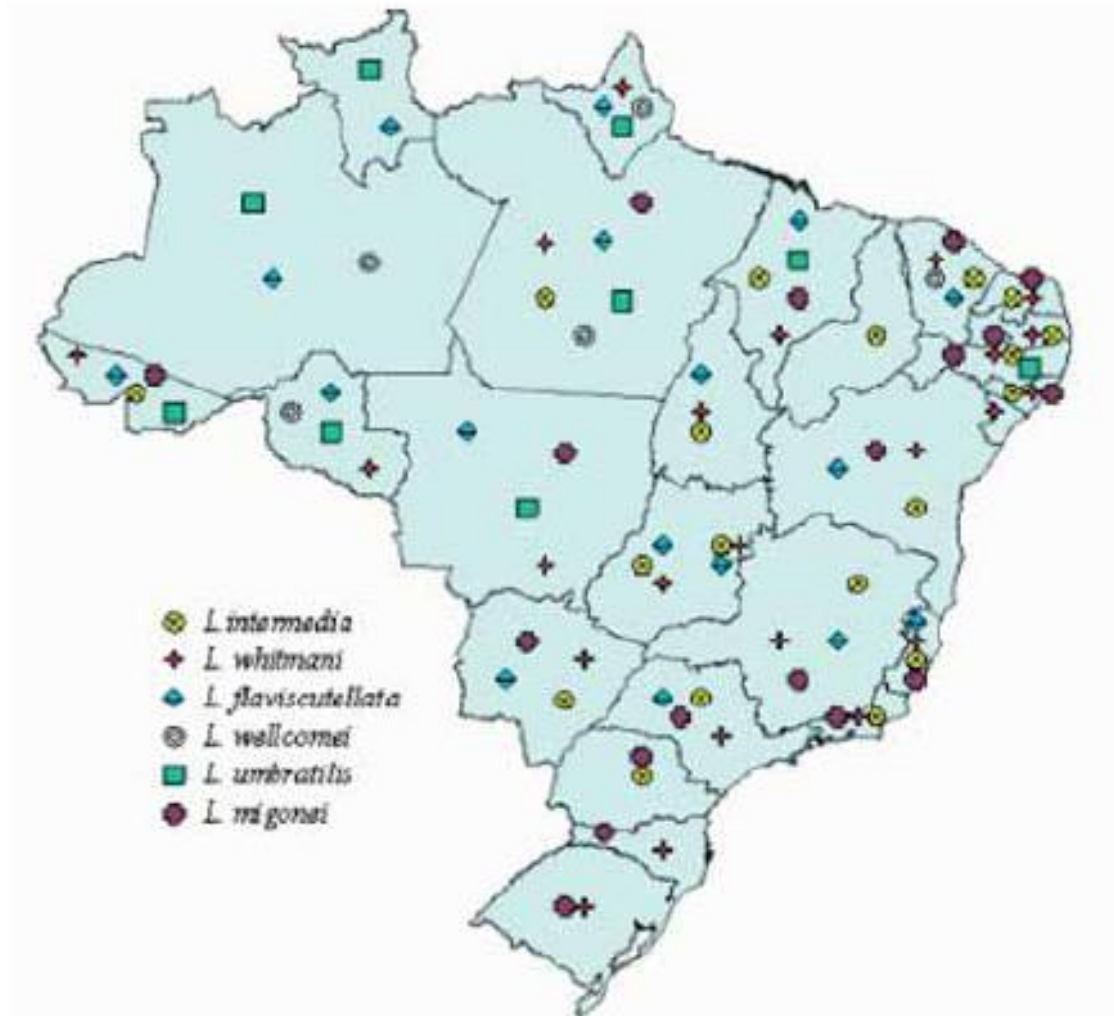 L. intermedia
L. whitmani
L. flaviscutellata
L. wellcomei
L. umbratilis
L. migonei